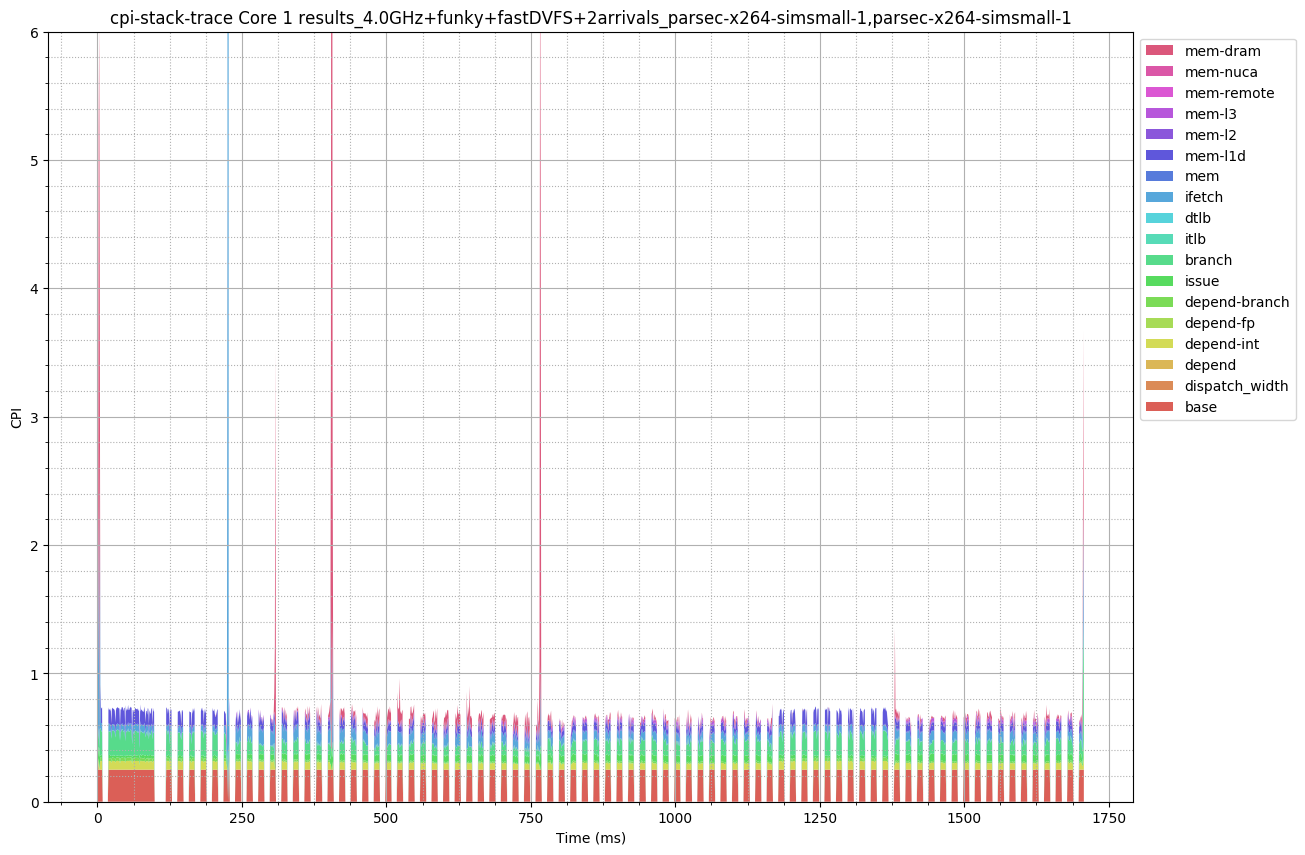 cpi-stack-trace Core 1 results_4.0GHz+funky+fastDVFS+2arrivals_parsec-x264-simsmall-1,parsec-x264-simsmall-1
6
5
4
3
2
1
0
CPI
0
250
500
750
1000
1250
1500
1750
Time (ms)
mem-dram
mem-nuca
mem-remote
mem-l3
mem-l2
mem-l1d
mem
ifetch
dtlb
itlb
branch
issue
depend-branch
depend-fp
depend-int
depend
dispatch_width
base